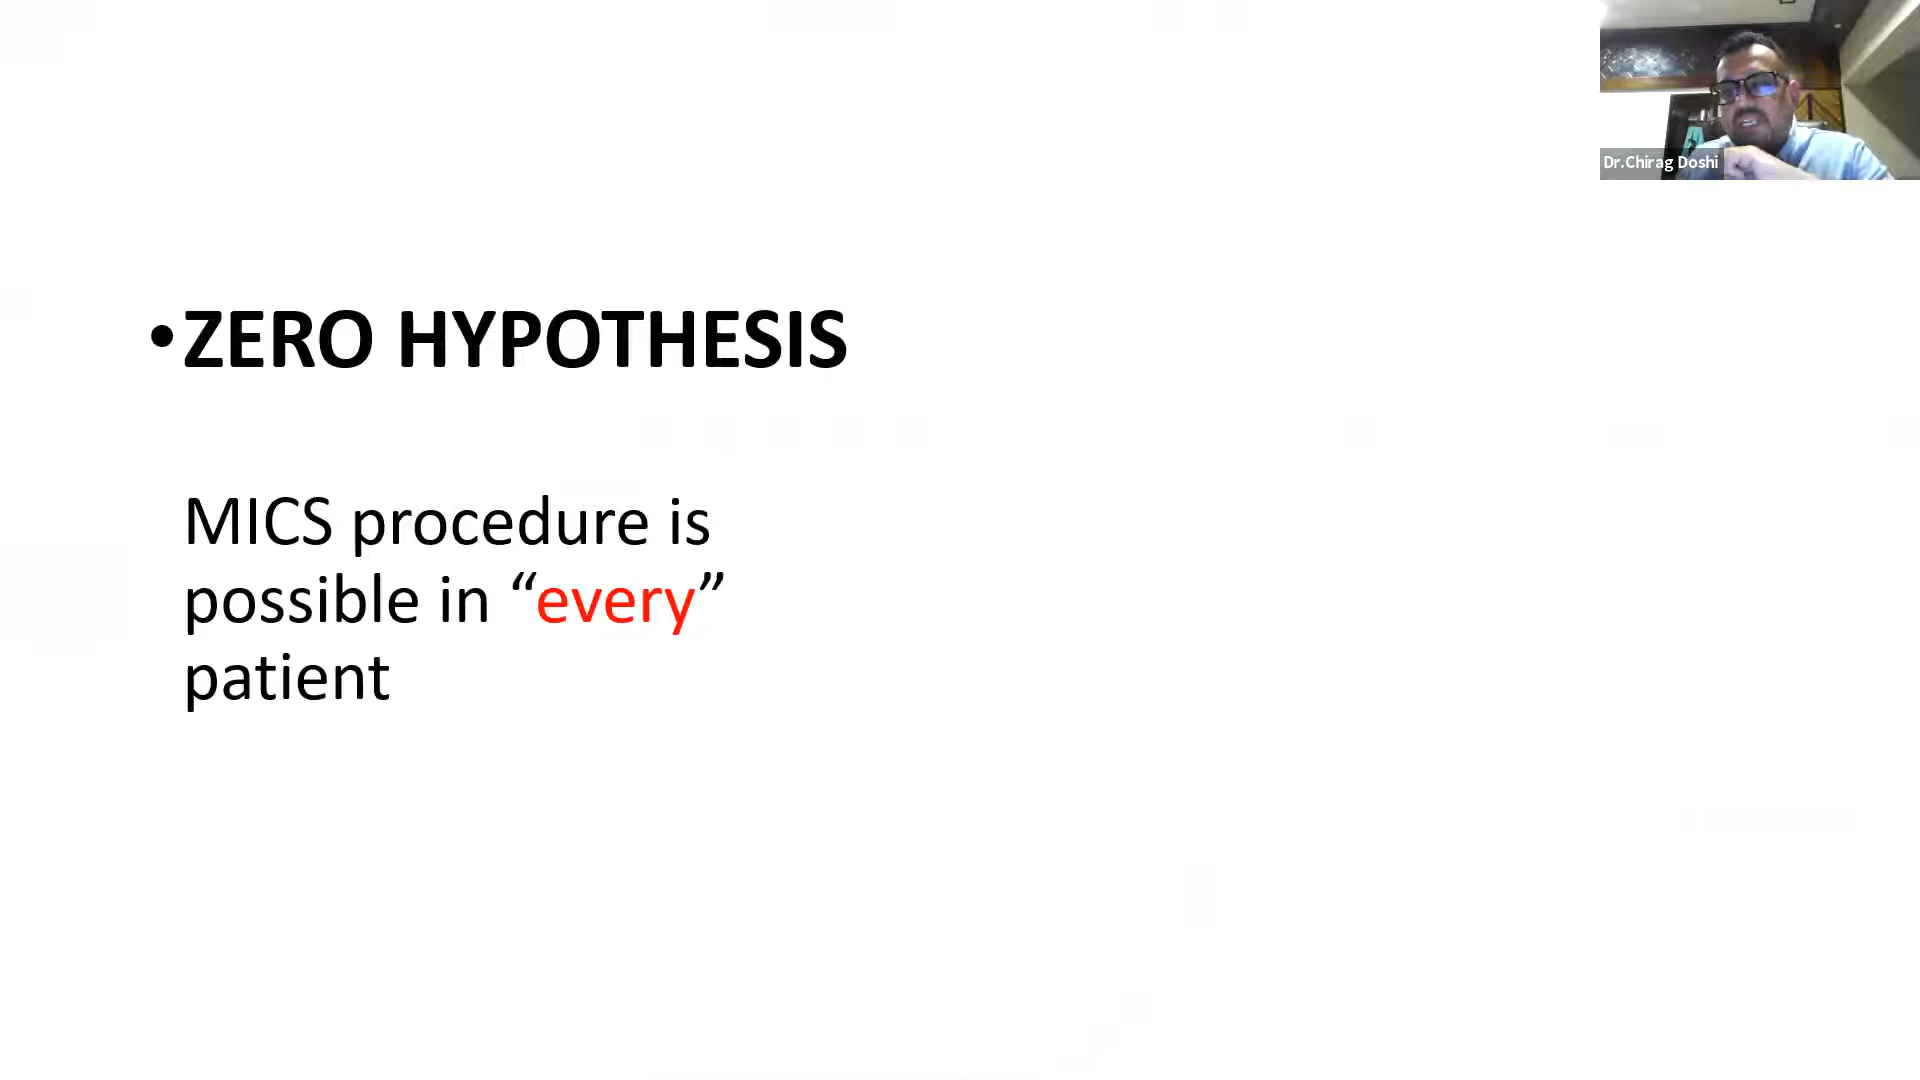 Dr.Chirag Doshi
•ZERO HYPOTHESIS
MICS procedure is
possible in “every”
patient